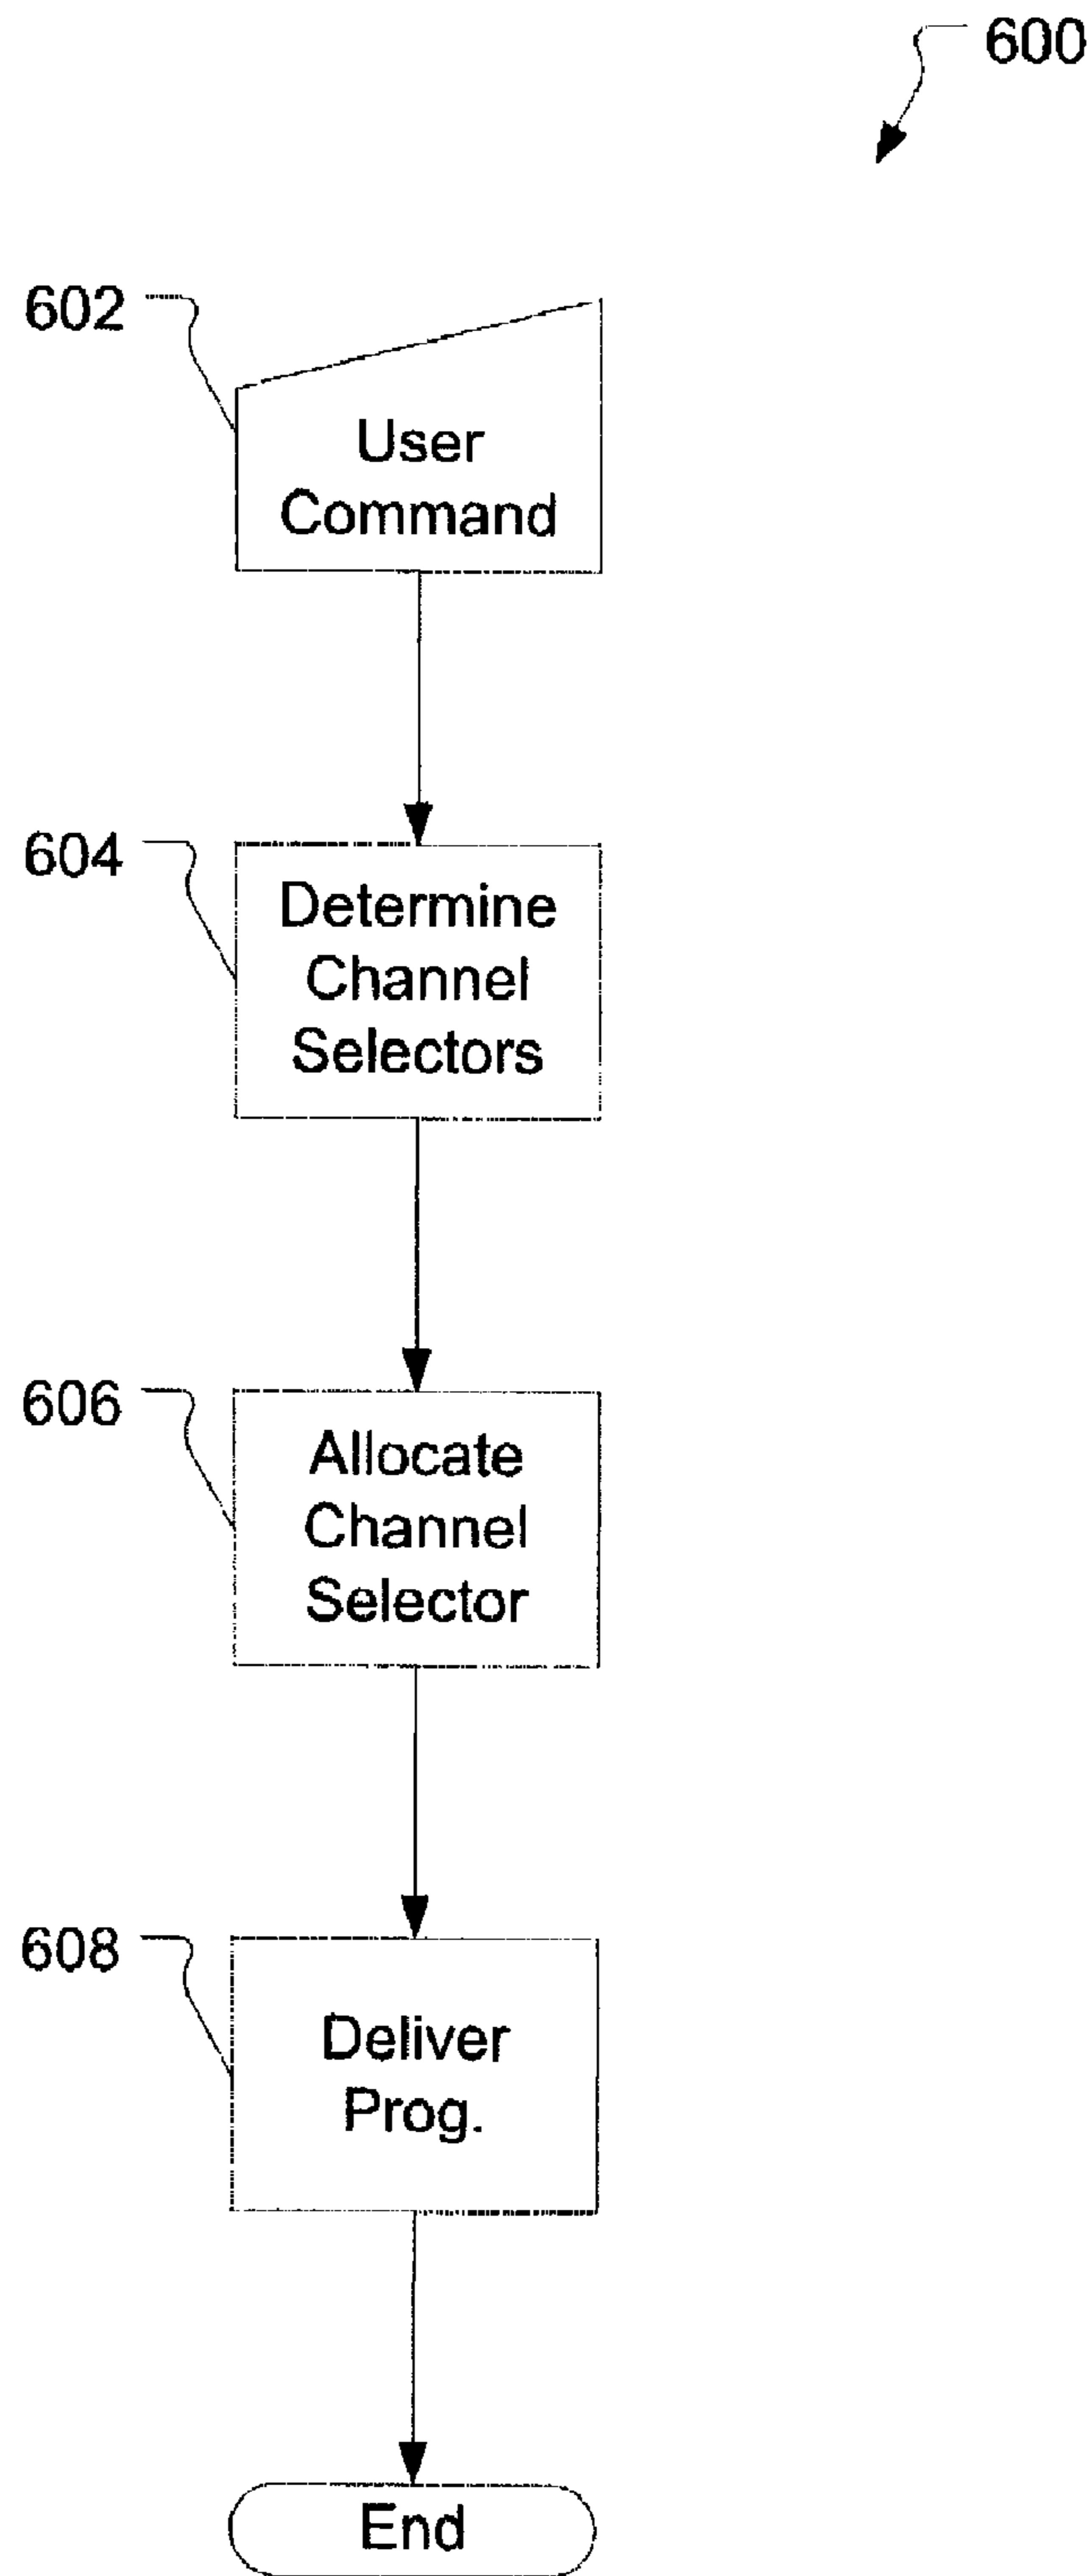 600
602
User
Command
604
Determine
Channel
Selectors
606
Allocate
Channel
Selector
608
Deliver
Prog.
End